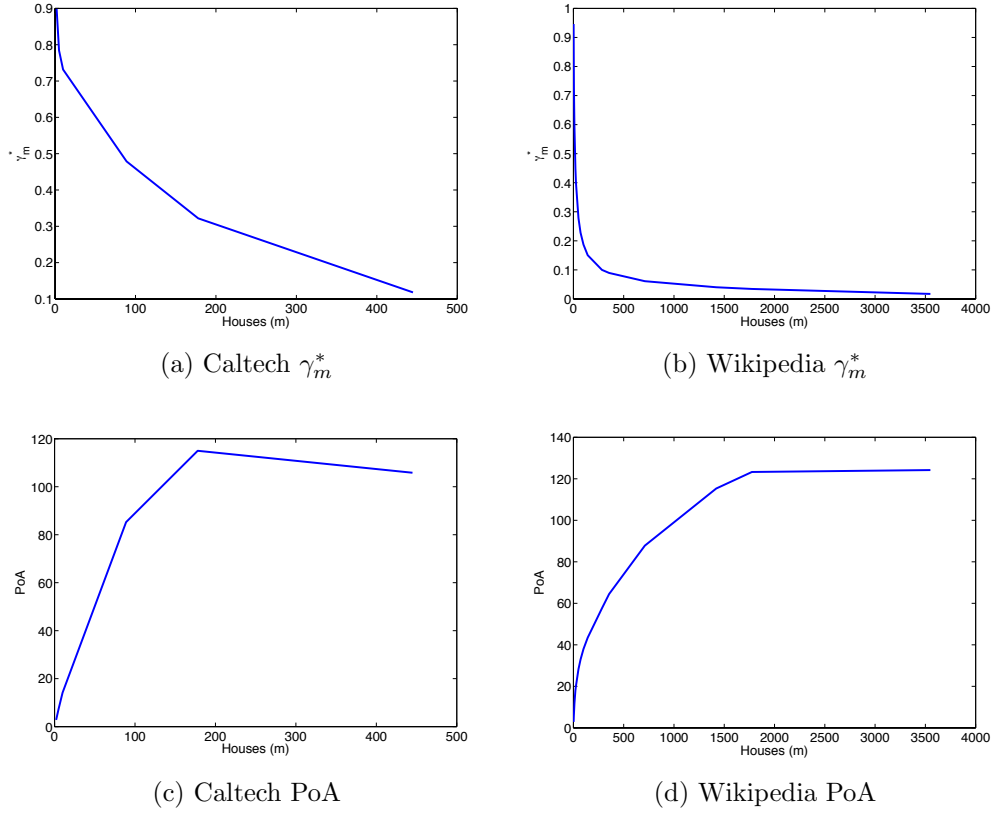 0.9
0.8
0.7
0.6
0.5
0.4
0.3
0.2
0.1
γ*m
0 100 200 300 400 500
Houses (m)
(a) Caltech γ*m
1
0.9
0.8
0.7
0.6
0.5
0.4
0.3
0.2
0.1
0
γ*m
0 500 1000 1500 2000 2500 3000 3500 4000
Houses (m)
(b) Wikipedia γ*m
120
100
80
60
40
20
0
PoA
0 100 200 300 400 500
Houses (m)
(c) Caltech PoA
140
120
100
80
60
40
20
0
PoA
0 500 1000 1500 2000 2500 3000 3500 4000
Houses (m)
(d) Wikipedia PoA